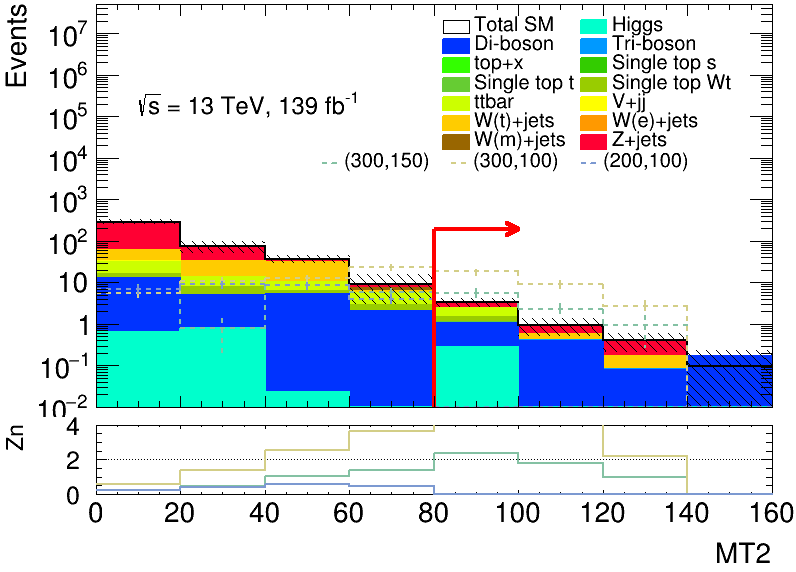 Events
10^7
10^6
10^5
10^4
10^3
10^2
10
1
10^-1
10^-2
√s = 13 TeV, 139 fb^-1
Total SM Higgs
Di-boson Tri-boson
top+x Single top s
Single top t Single top Wt
ttbar V+jj
W(t)+jets W(e)+jets
W(m)+jets Z+jets
(300,150) (300,100) (200,100)
Zn
4
2
0
0 20 40 60 80 100 120 140 160
MT2